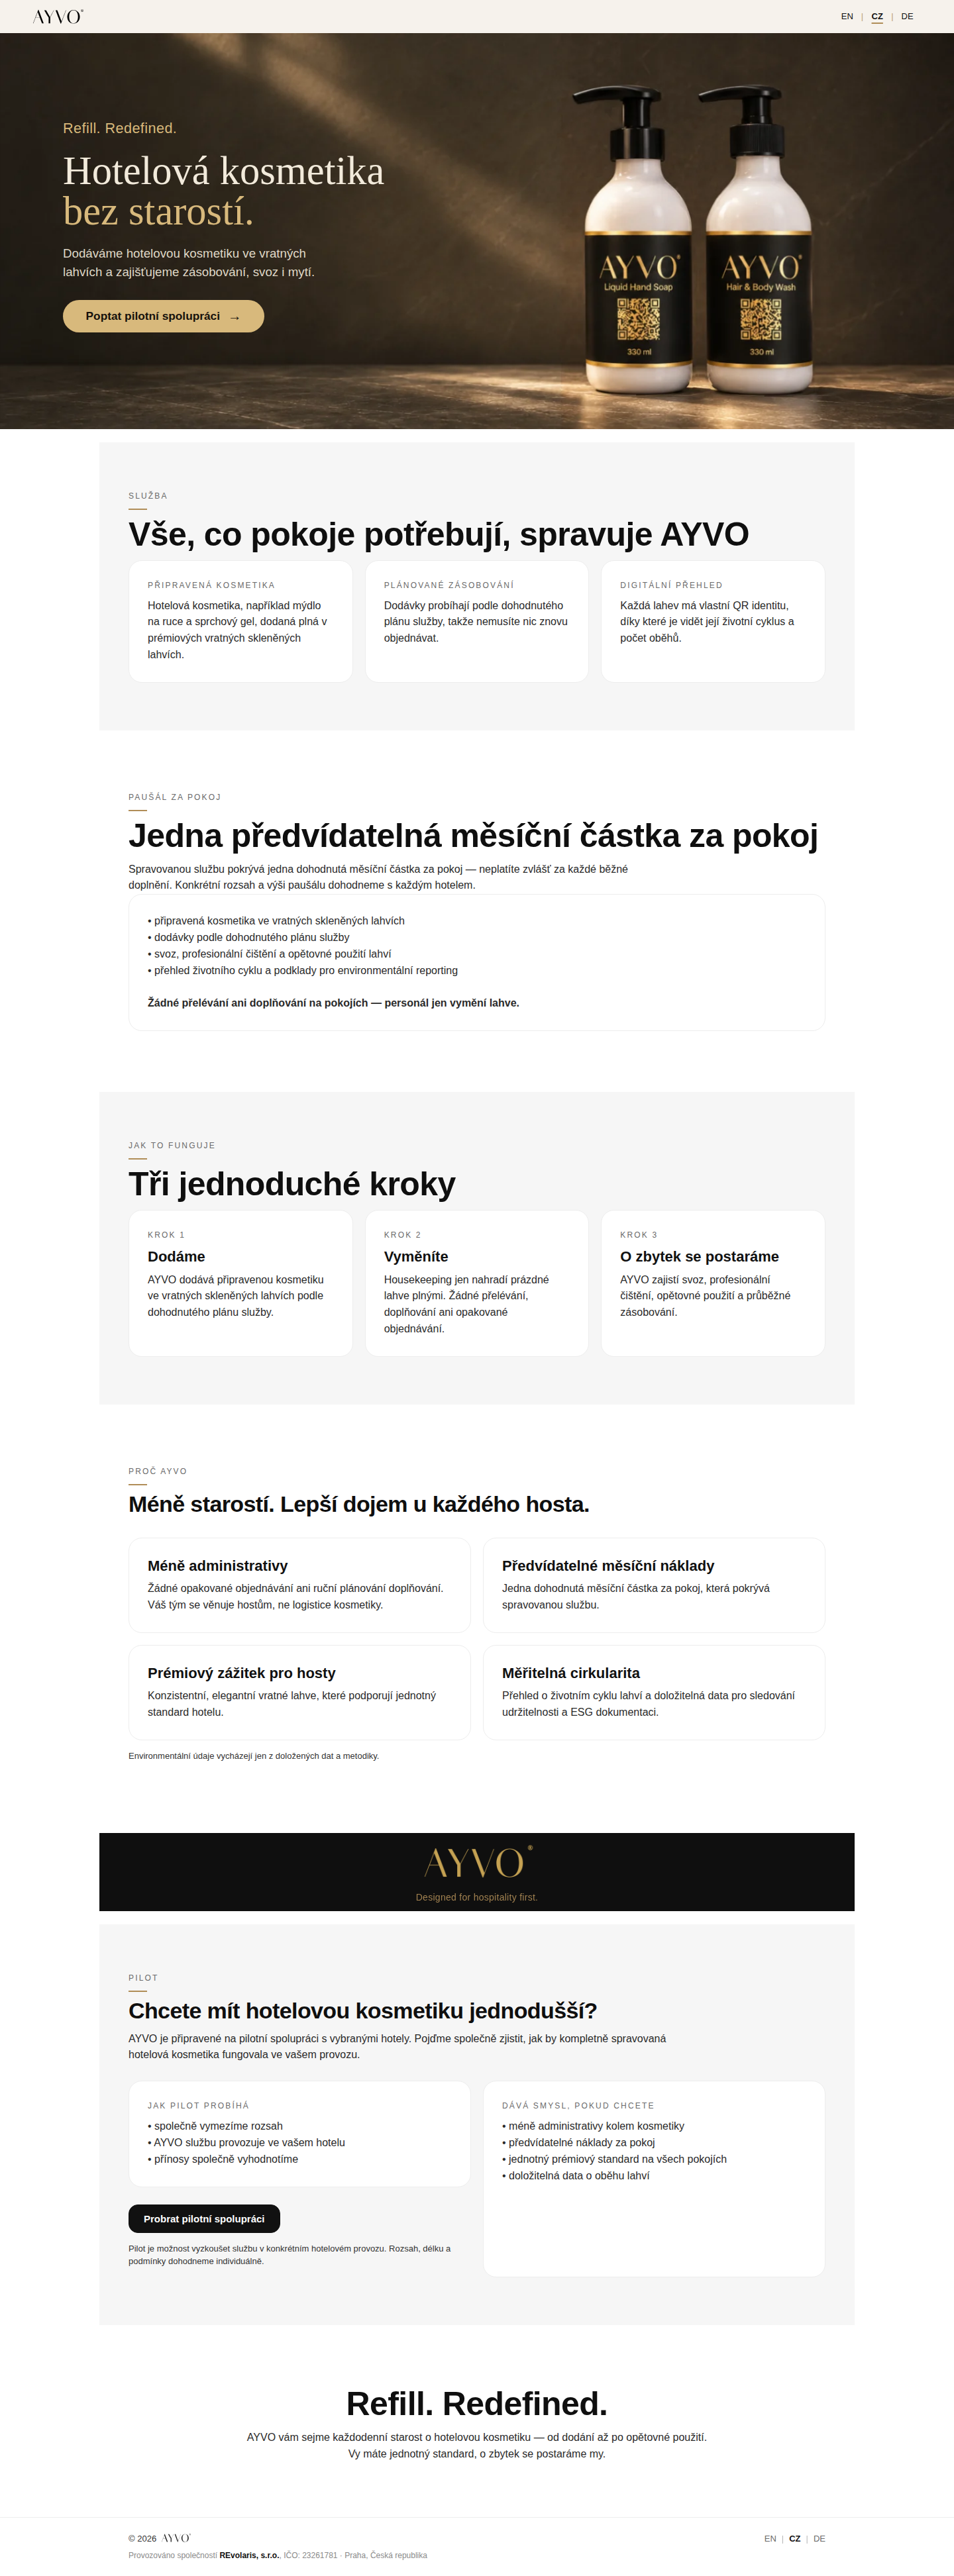 AYVO®
EN | CZ | DE
Refill. Redefined.
Hotelová kosmetika
bez starostí.
Dodáváme hotelovou kosmetiku ve vratných
lahvích a zajišťujeme zásobování, svoz i mytí.
Poptat pilotní spolupráci →
AYVO®
Liquid Hand Soap
330 ml
AYVO®
Hair & Body Wash
330 ml
SLUŽBA
Vše, co pokoje potřebují, spravuje AYVO
PŘIPRAVENÁ KOSMETIKA
Hotelová kosmetika, například mýdlo
na ruce a sprchový gel, dodaná plná v
prémiových vratných skleněných
lahvích.
PLÁNOVANÉ ZÁSOBOVÁNÍ
Dodávky probíhají podle dohodnutého
plánu služby, takže nemusíte nic znovu
objednávat.
DIGITÁLNÍ PŘEHLED
Každá lahev má vlastní QR identitu,
díky které je vidět její životní cyklus a
počet oběhů.
PAUŠÁL ZA POKOJ
Jedna předvídatelná měsíční částka za pokoj
Spravovanou službu pokrývá jedna dohodnutá měsíční částka za pokoj — neplatíte zvlášť za každé běžné
doplnění. Konkrétní rozsah a výši paušálu dohodneme s každým hotelem.
• připravená kosmetika ve vratných skleněných lahvích
• dodávky podle dohodnutého plánu služby
• svoz, profesionální čištění a opětovné použití lahví
• přehled životního cyklu a podklady pro environmentální reporting
Žádné přelévání ani doplňování na pokojích — personál jen vymění lahve.
JAK TO FUNGUJE
Tři jednoduché kroky
KROK 1
Dodáme
AYVO dodává připravenou kosmetiku
ve vratných skleněných lahvích podle
dohodnutého plánu služby.
KROK 2
Vyměníte
Housekeeping jen nahradí prázdné
lahve plnými. Žádné přelévání,
doplňování ani opakované
objednávání.
KROK 3
O zbytek se postaráme
AYVO zajistí svoz, profesionální
čištění, opětovné použití a průběžné
zásobování.
PROČ AYVO
Méně starostí. Lepší dojem u každého hosta.
Méně administrativy
Žádné opakované objednávání ani ruční plánování doplňování.
Váš tým se věnuje hostům, ne logistice kosmetiky.
Předvídatelné měsíční náklady
Jedna dohodnutá měsíční částka za pokoj, která pokrývá
spravovanou službu.
Prémiový zážitek pro hosty
Konzistentní, elegantní vratné lahve, které podporují jednotný
standard hotelu.
Měřitelná cirkularita
Přehled o životním cyklu lahví a doložitelná data pro sledování
udržitelnosti a ESG dokumentaci.
Environmentální údaje vycházejí jen z doložených dat a metodiky.
AYVO®
Designed for hospitality first.
PILOT
Chcete mít hotelovou kosmetiku jednodušší?
AYVO je připravené na pilotní spolupráci s vybranými hotely. Pojďme společně zjistit, jak by kompletně spravovaná
hotelová kosmetika fungovala ve vašem provozu.
JAK PILOT PROBÍHÁ
• společně vymezíme rozsah
• AYVO službu provozuje ve vašem hotelu
• přínosy společně vyhodnotíme
Probrat pilotní spolupráci
Pilot je možnost vyzkoušet službu v konkrétním hotelovém provozu. Rozsah, délku a
podmínky dohodneme individuálně.
DÁVÁ SMYSL, POKUD CHCETE
• méně administrativy kolem kosmetiky
• předvídatelné náklady za pokoj
• jednotný prémiový standard na všech pokojích
• doložitelná data o oběhu lahví
Refill. Redefined.
AYVO vám sejme každodenní starost o hotelovou kosmetiku — od dodání až po opětovné použití.
Vy máte jednotný standard, o zbytek se postaráme my.
© 2026 AYVO®
EN | CZ | DE
Provozováno společností REvolaris, s.r.o., IČO: 23261781 · Praha, Česká republika